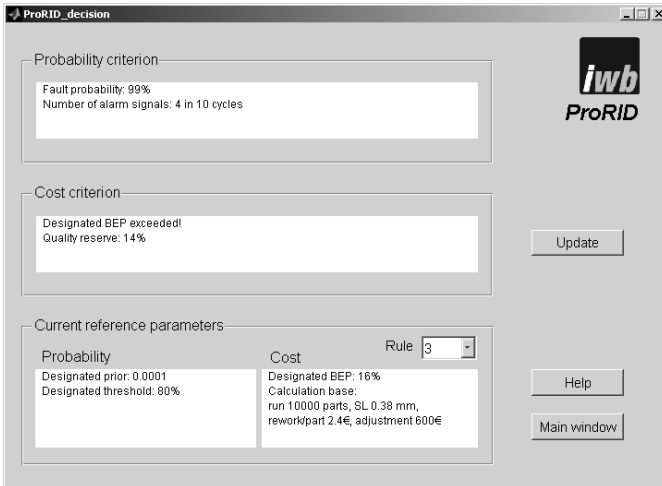 ProRID_decision
Probability criterion
Fault probability: 99%
Number of alarm signals: 4 in 10 cycles
iwb
ProRID
Cost criterion
Designated BEP exceeded!
Quality reserve: 14%
Update
Current reference parameters
Rule 3
Probability
Cost
Designated prior: 0.0001
Designated threshold: 80%
Designated BEP: 16%
Calculation base:
run 10000 parts, SL 0.38 mm,
rework/part 2.4€, adjustment 600€
Help
Main window